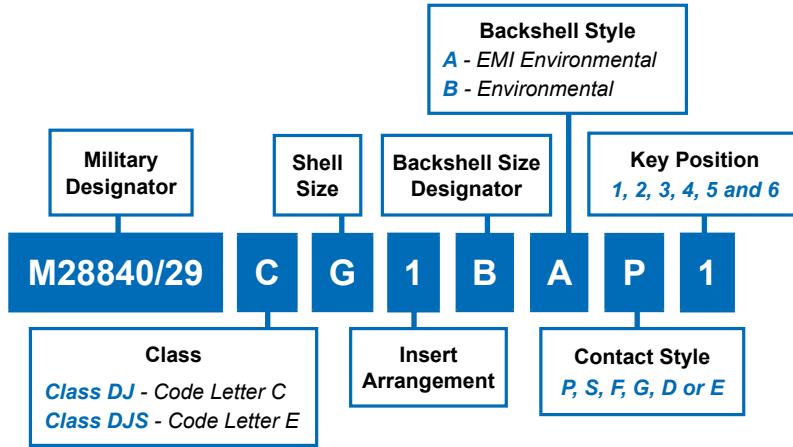 Backshell Style
A - EMI Environmental
B - Environmental
Military
Designator
Shell
Size
Backshell Size
Designator
Key Position
1, 2, 3, 4, 5 and 6
M28840/29 C G 1 B A P 1
Class
Class DJ - Code Letter C
Class DJS - Code Letter E
Insert
Arrangement
Contact Style
P, S, F, G, D or E